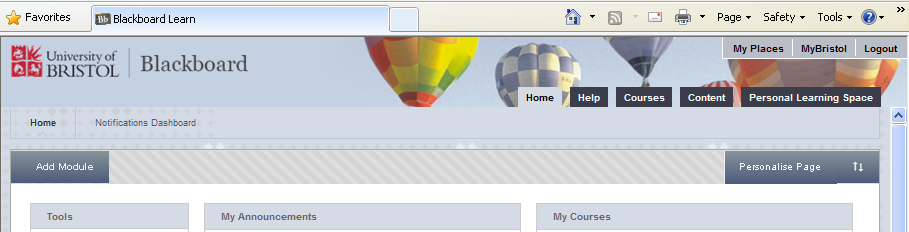 Favorites
Bb Blackboard Learn
Page
Safety
Tools
University of
BRISTOL
Blackboard
My Places
MyBristol
Logout
Home
Help
Courses
Content
Personal Learning Space
Home
Notifications Dashboard
Add Module
Personalise Page
Tools
My Announcements
My Courses